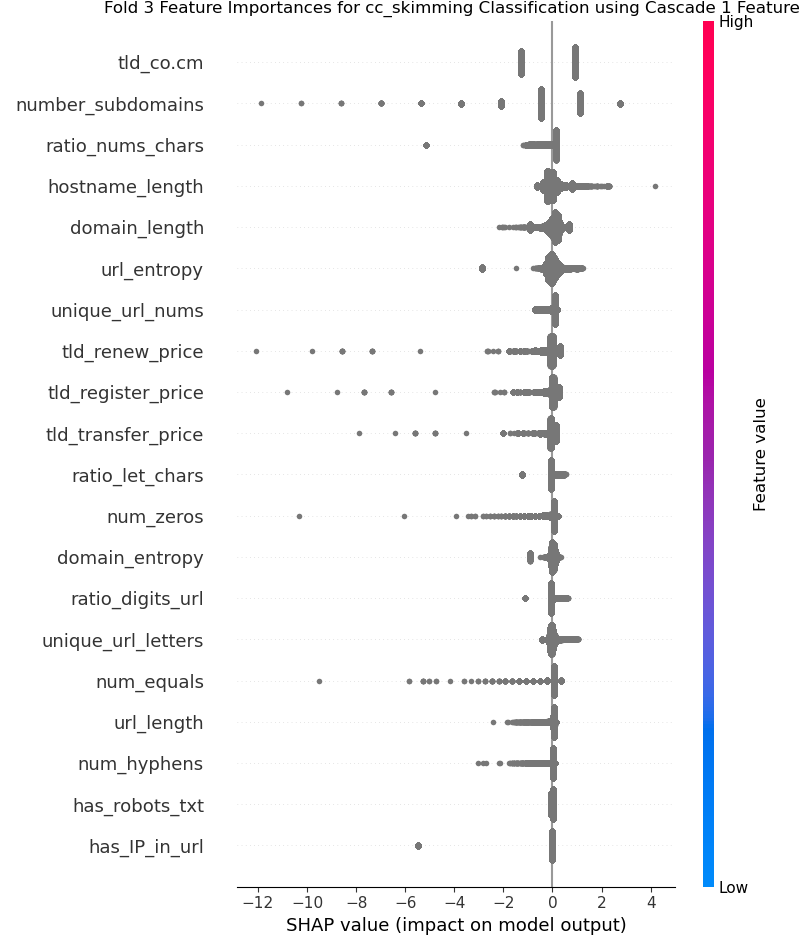 Fold 3 Feature Importances for cc_skimming Classification using Cascade 1 Feature
High
tld_co.cm
number_subdomains
ratio_nums_chars
hostname_length
domain_length
url_entropy
unique_url_nums
tld_renew_price
tld_register_price
tld_transfer_price
ratio_let_chars
num_zeros
domain_entropy
ratio_digits_url
unique_url_letters
num_equals
url_length
num_hyphens
has_robots_txt
has_IP_in_url
Feature value
Low
−12 −10 −8 −6 −4 −2 0 2 4
SHAP value (impact on model output)